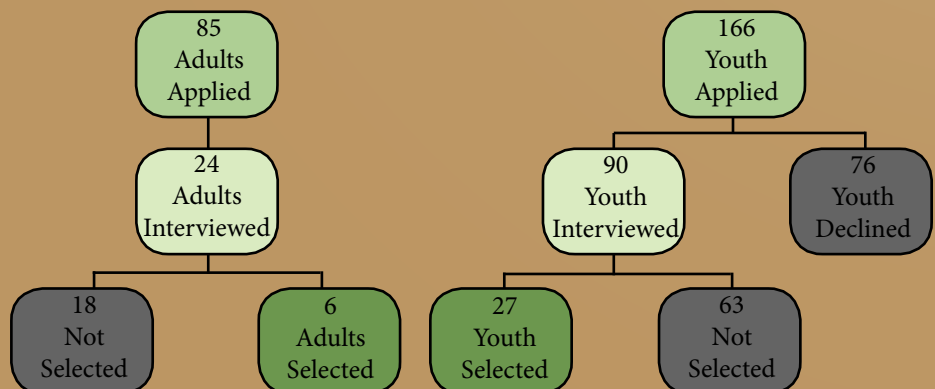 85
Adults
Applied
166
Youth
Applied
24
Adults
Interviewed
90
Youth
Interviewed
76
Youth
Declined
18
Not
Selected
6
Adults
Selected
27
Youth
Selected
63
Not
Selected